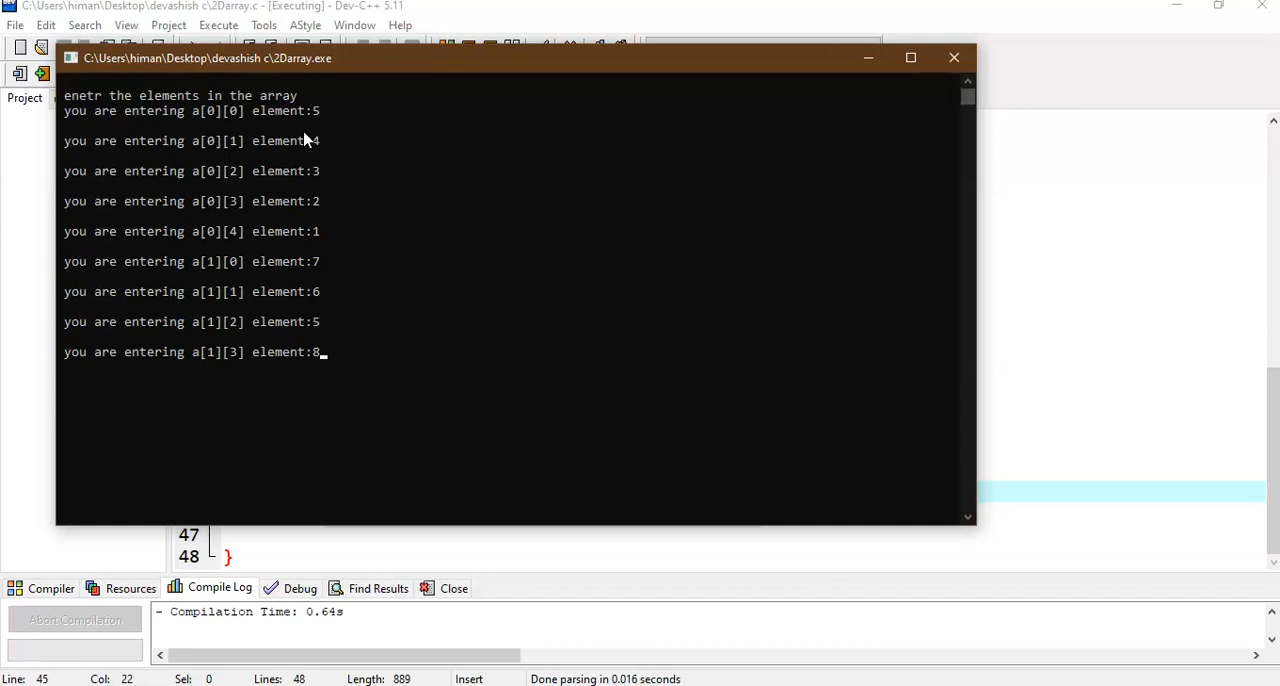 C:\Users\himan\Desktop\devashish c\2Darray.c - [Executing] - Dev-C++ 5.11
File Edit Search View Project Execute Tools AStyle Window Help
C:\Users\himan\Desktop\devashish c\2Darray.exe
Project
enetr the elements in the array
you are entering a[0][0] element:5
you are entering a[0][1] element:4
you are entering a[0][2] element:3
you are entering a[0][3] element:2
you are entering a[0][4] element:1
you are entering a[1][0] element:7
you are entering a[1][1] element:6
you are entering a[1][2] element:5
you are entering a[1][3] element:8
47
48 }
Compiler Resources Compile Log Debug Find Results Close
Abort Compilation
- Compilation Time: 0.64s
Line: 45 Col: 22 Sel: 0 Lines: 48 Length: 889 Insert Done parsing in 0.016 seconds